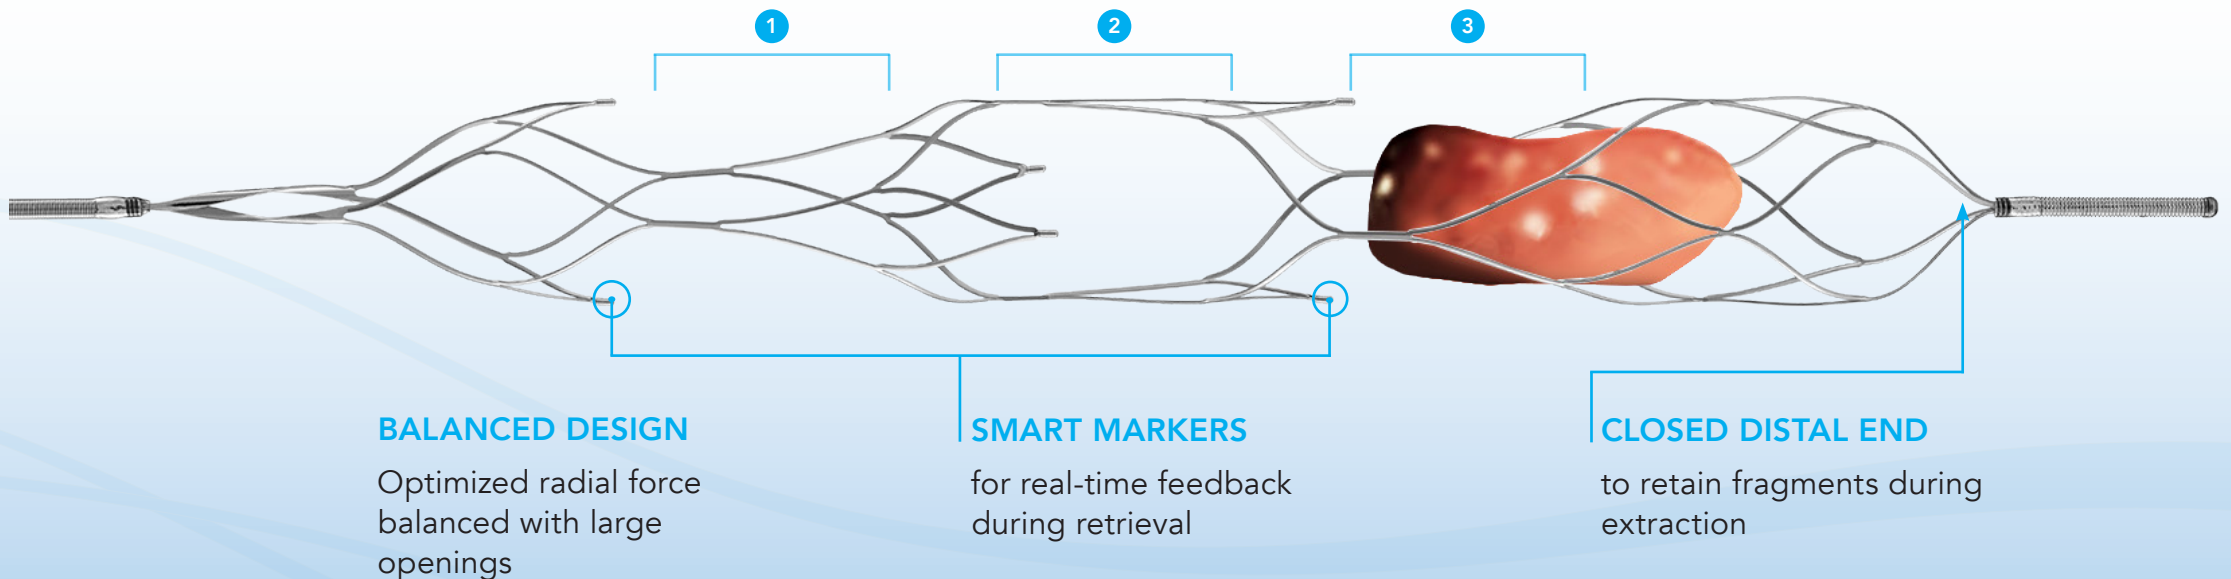 1
2
3
BALANCED DESIGN
Optimized radial force
balanced with large
openings
SMART MARKERS
for real-time feedback
during retrieval
CLOSED DISTAL END
to retain fragments during
extraction